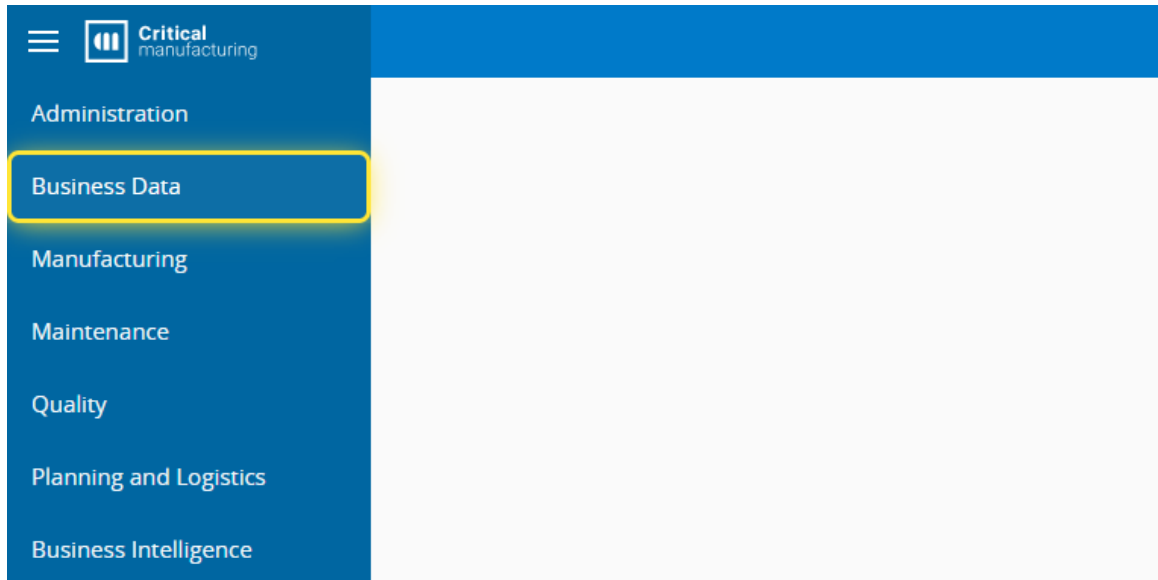 Critical
manufacturing
Administration
Business Data
Manufacturing
Maintenance
Quality
Planning and Logistics
Business Intelligence